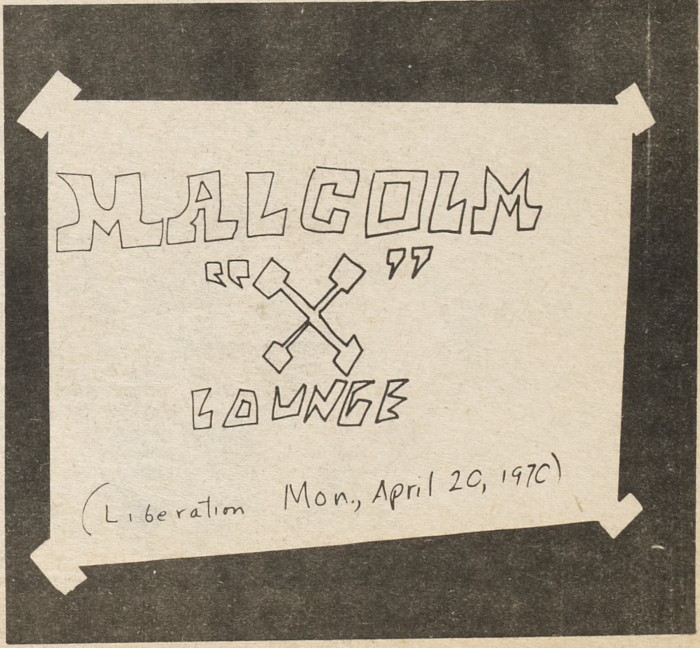 MALCOLM
“X”
LOUNGE
(Liberation Mon., April 20, 1970)